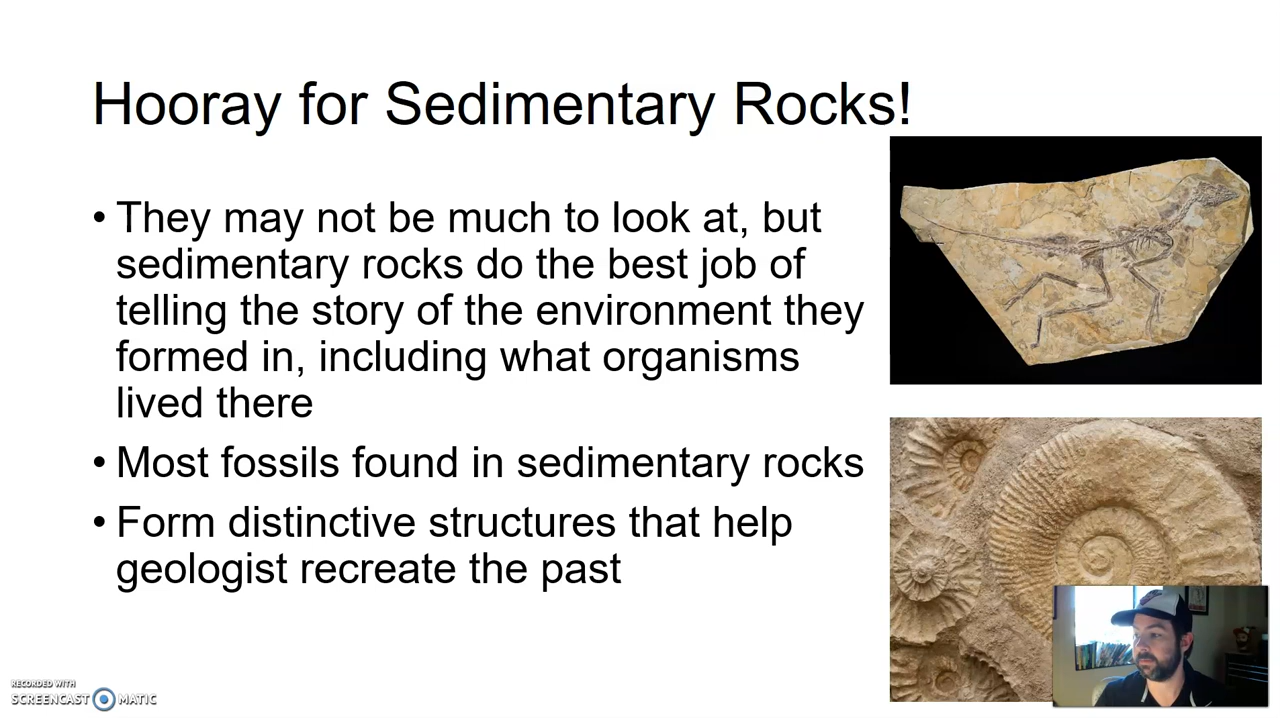 Hooray for Sedimentary Rocks!
• They may not be much to look at, but
sedimentary rocks do the best job of
telling the story of the environment they
formed in, including what organisms
lived there
• Most fossils found in sedimentary rocks
• Form distinctive structures that help
geologist recreate the past
RECORDED WITH
SCREENCAST MATIC